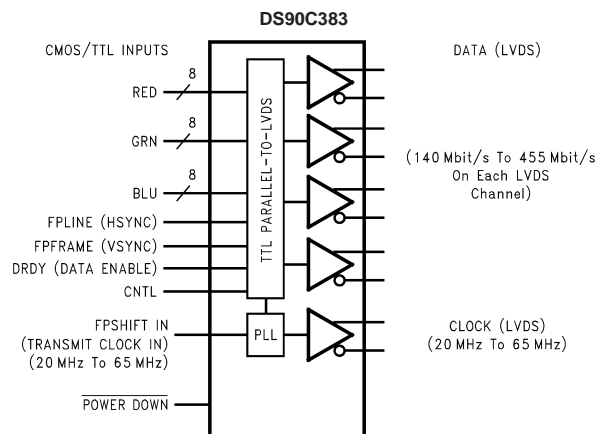 DS90C383
CMOS/TTL INPUTS
DATA (LVDS)
8
RED
8
GRN
(140 Mbit/s To 455 Mbit/s
On Each LVDS
Channel)
8
BLU
TTL PARALLEL-TO-LVDS
FPLINE (HSYNC)
FPFRAME (VSYNC)
DRDY (DATA ENABLE)
CNTL
FPSHIFT IN
(TRANSMIT CLOCK IN)
(20 MHz To 65 MHz)
PLL
CLOCK (LVDS)
(20 MHz To 65 MHz)
POWER DOWN